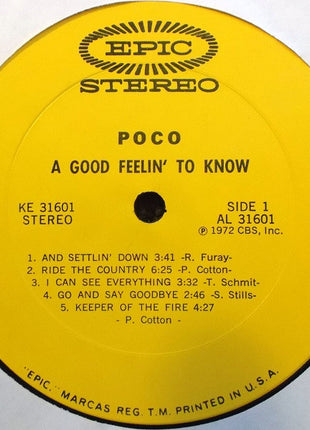 EPIC
STEREO
POCO
A GOOD FEELIN' TO KNOW
KE 31601
STEREO
SIDE 1
AL 31601
℗ 1972 CBS, Inc.
1. AND SETTLIN' DOWN 3:41 -R. Furay-
2. RIDE THE COUNTRY 6:25 -P. Cotton-
3. I CAN SEE EVERYTHING 3:32 -T. Schmit-
4. GO AND SAY GOODBYE 2:46 -S. Stills-
5. KEEPER OF THE FIRE 4:27
- P. Cotton -
"EPIC," MARCAS REG. T.M. PRINTED IN U.S.A.